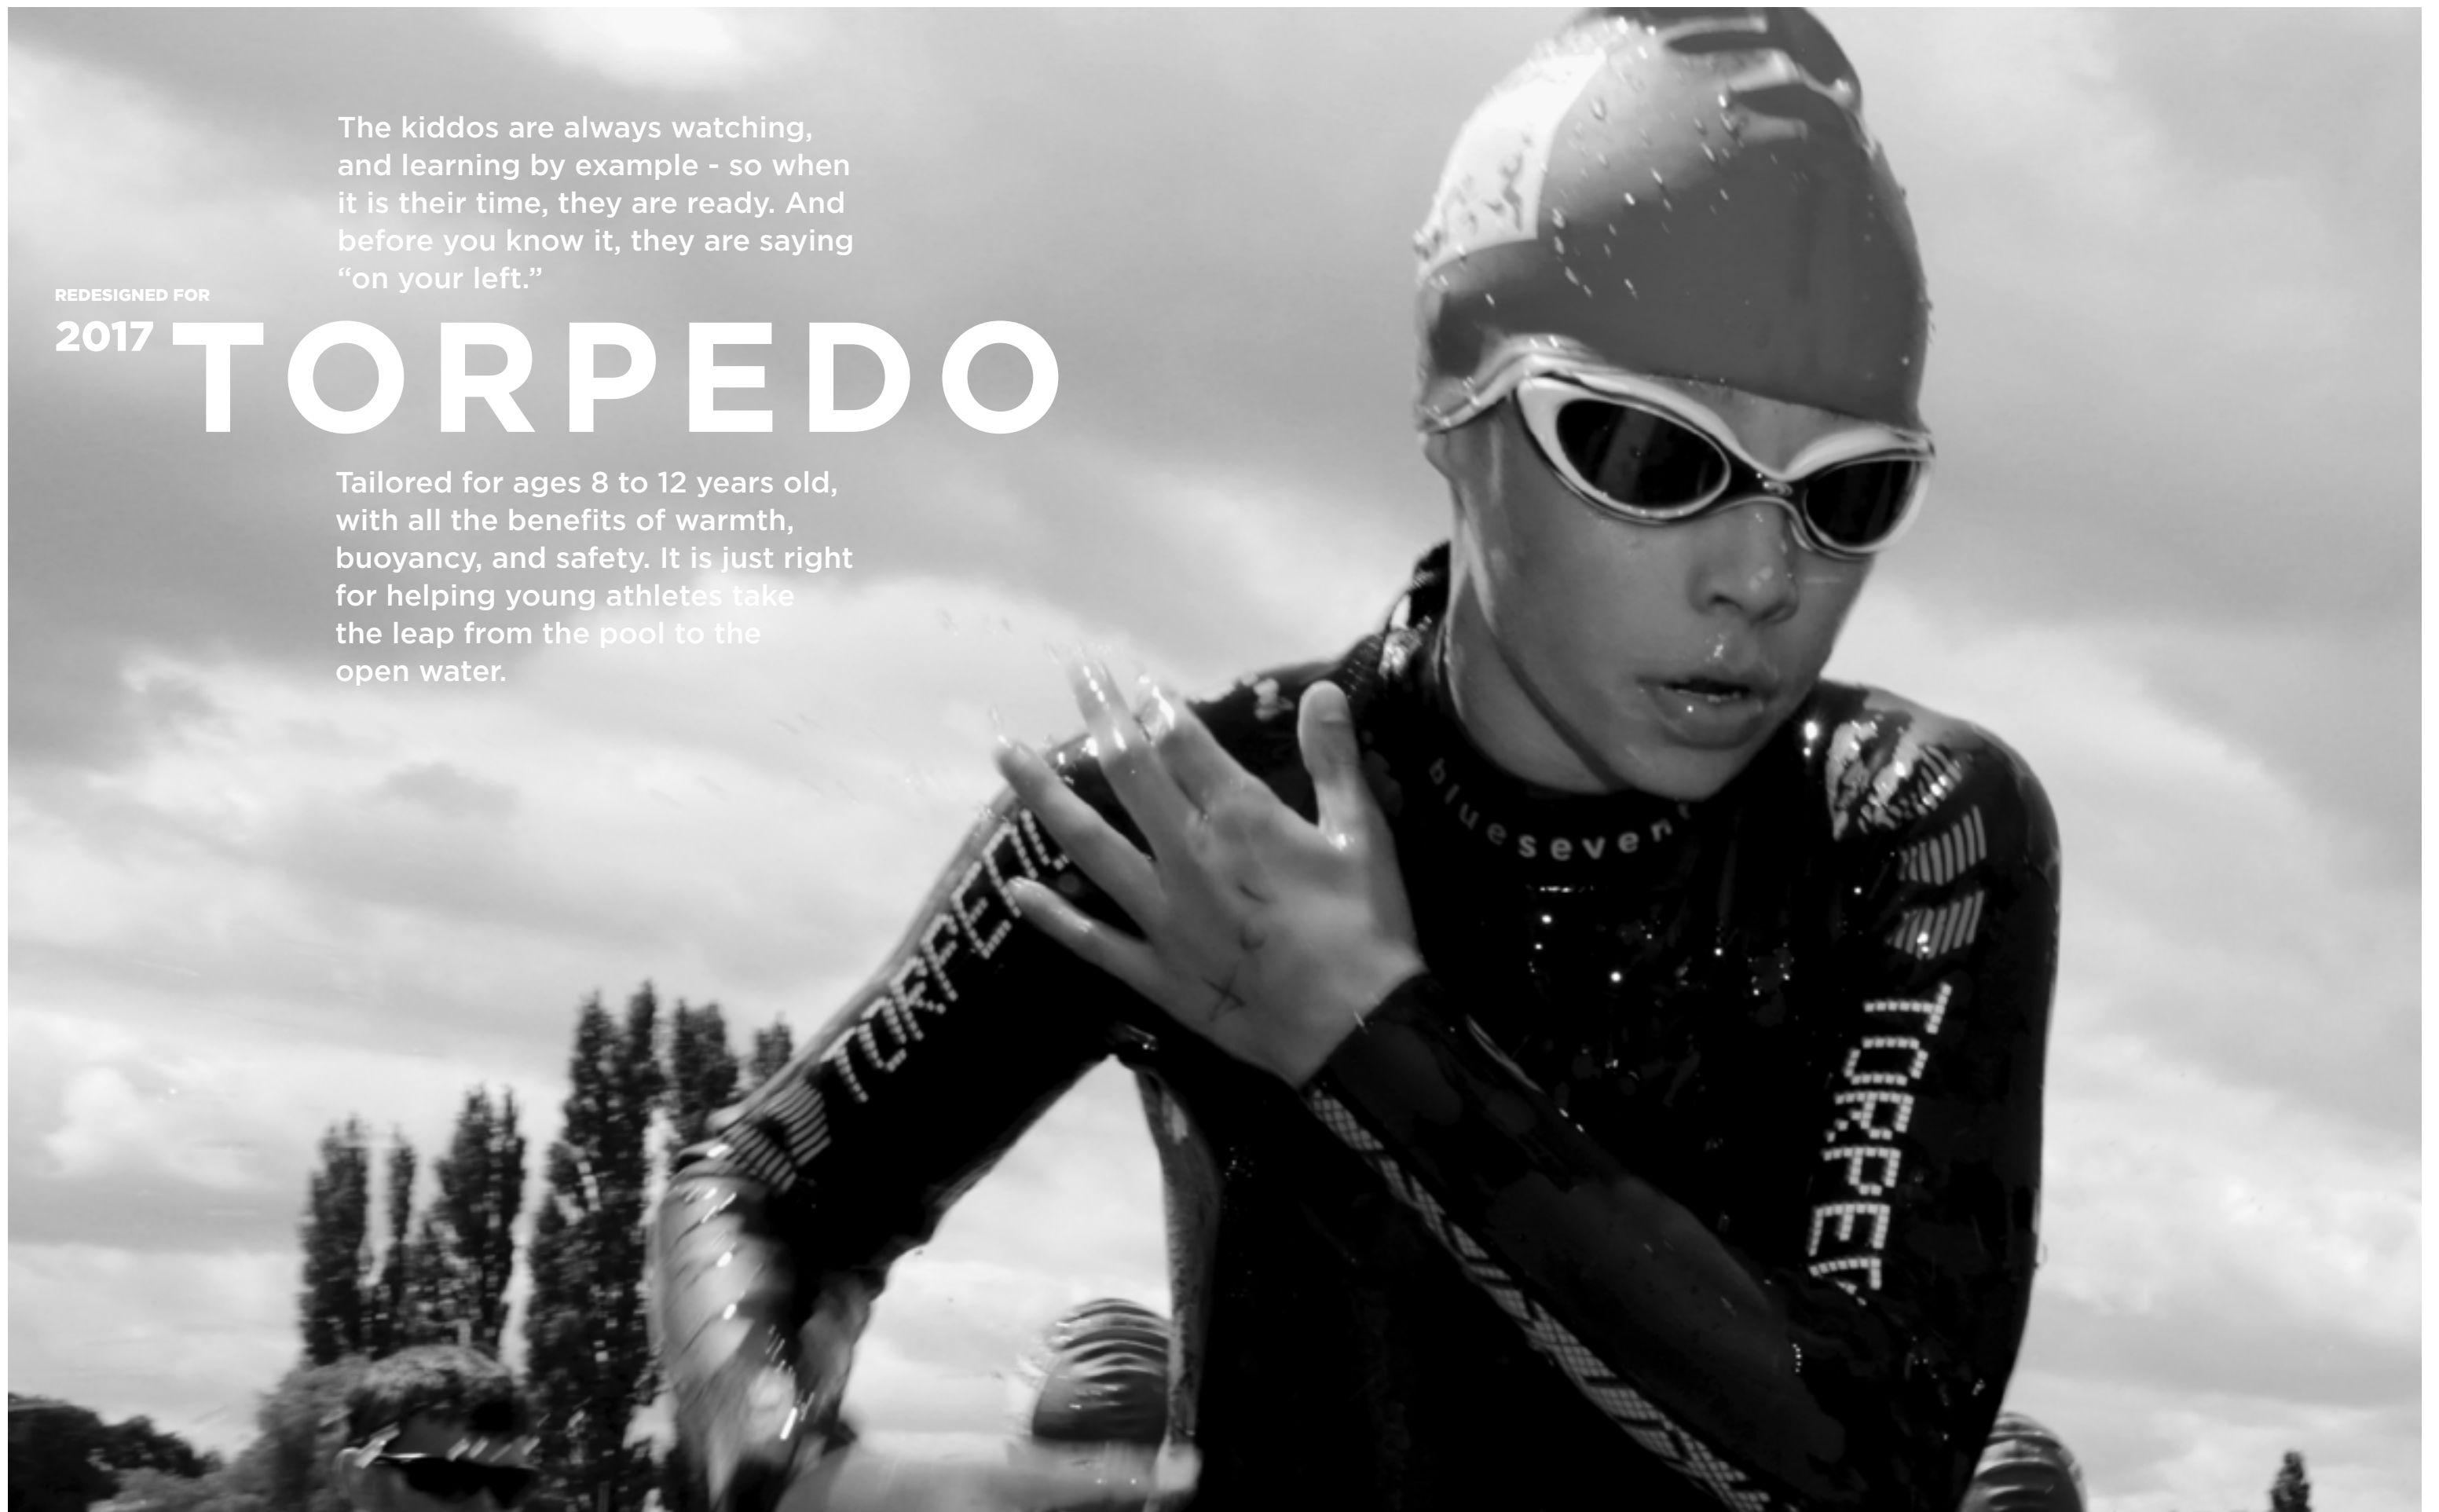 The kiddos are always watching,
and learning by example - so when
it is their time, they are ready. And
before you know it, they are saying
“on your left.”
REDESIGNED FOR
2017
TORPEDO
Tailored for ages 8 to 12 years old,
with all the benefits of warmth,
buoyancy, and safety. It is just right
for helping young athletes take
the leap from the pool to the
open water.
blueseven
TORPEDO
TORPED